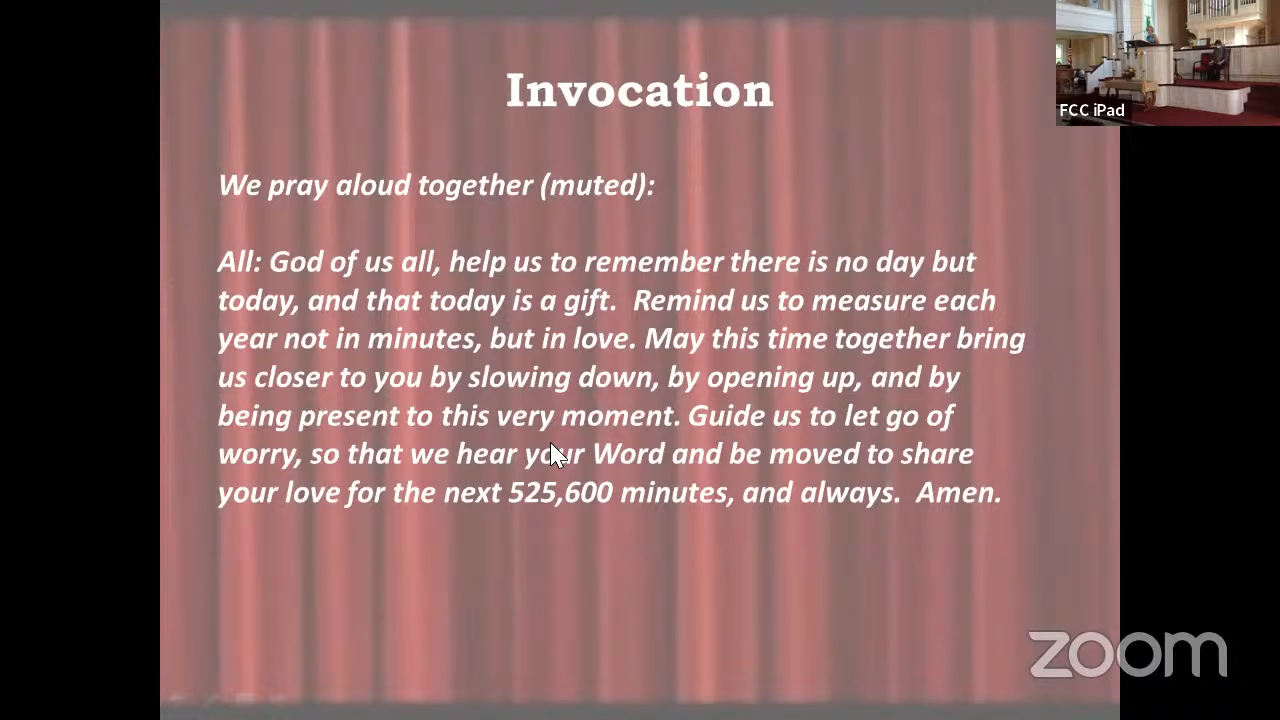 Invocation
FCC iPad
We pray aloud together (muted):
All: God of us all, help us to remember there is no day but
today, and that today is a gift.  Remind us to measure each
year not in minutes, but in love. May this time together bring
us closer to you by slowing down, by opening up, and by
being present to this very moment. Guide us to let go of
worry, so that we hear your Word and be moved to share
your love for the next 525,600 minutes, and always.  Amen.
zoom